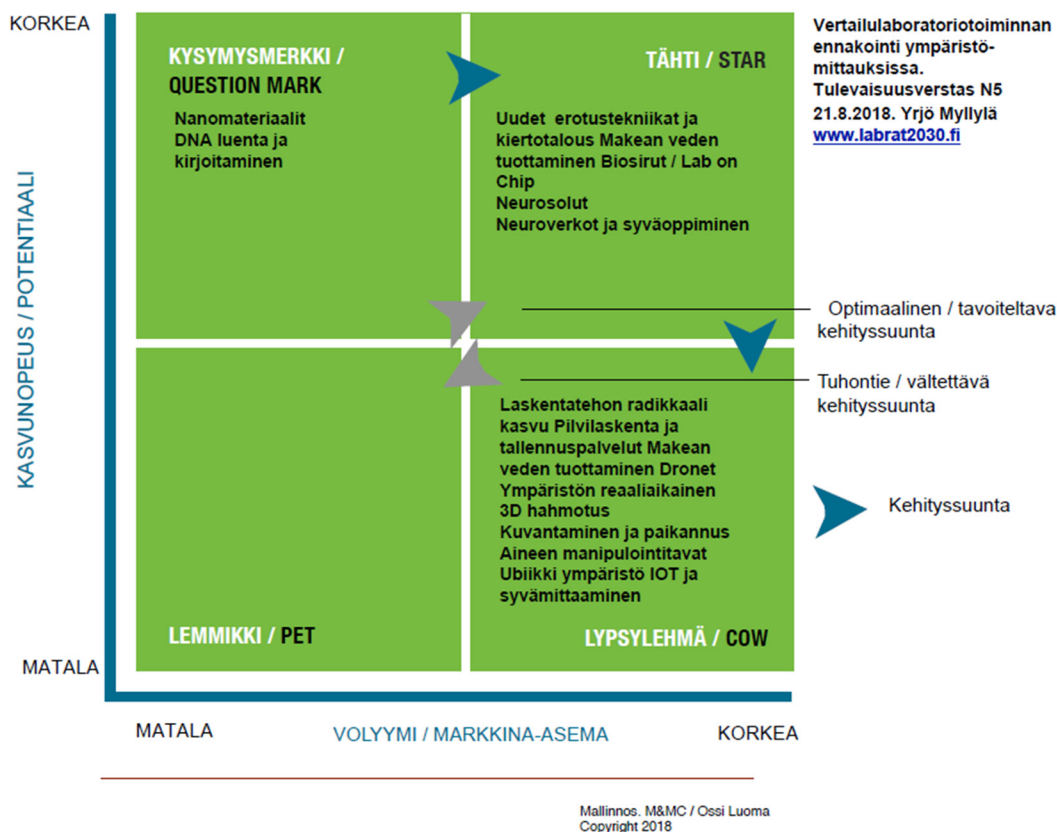 KORKEA
KYSYMYSMERKKI /
QUESTION MARK
Nanomateriaalit
DNA luenta ja
kirjoitaminen
TÄHTI / STAR
Uudet erotustekniikat ja
kiertotalous Makean veden
tuottaminen Biosirut / Lab on
Chip
Neurosolut
Neuroverkot ja syväoppiminen
Vertailulaboratoriotoiminnan
ennakointi ympäristö-
mittauksissa.
Tulevaisuusverstas N5
21.8.2018. Yrjö Myllylä
www.labrat2030.fi
KASVUNOPEUS / POTENTIAALI
Optimaalinen / tavoiteltava
kehityssuunta
Tuhontie / vältettävä
kehityssuunta
Laskentatehon radikkaali
kasvu Pilvilaskenta ja
tallennuspalvelut Makean
veden tuottaminen Dronet
Ympäristön reaaliaikainen
3D hahmotus
Kuvantaminen ja paikannus
Aineen manipulointitavat
Ubiikki ympäristö IOT ja
syvämittaaminen
Kehityssuunta
LEMMIKKI / PET
LYPSYLEHMÄ / COW
MATALA
MATALA
VOLYYMI / MARKKINA-ASEMA
KORKEA
Mallinnos. M&MC / Ossi Luoma
Copyright 2018